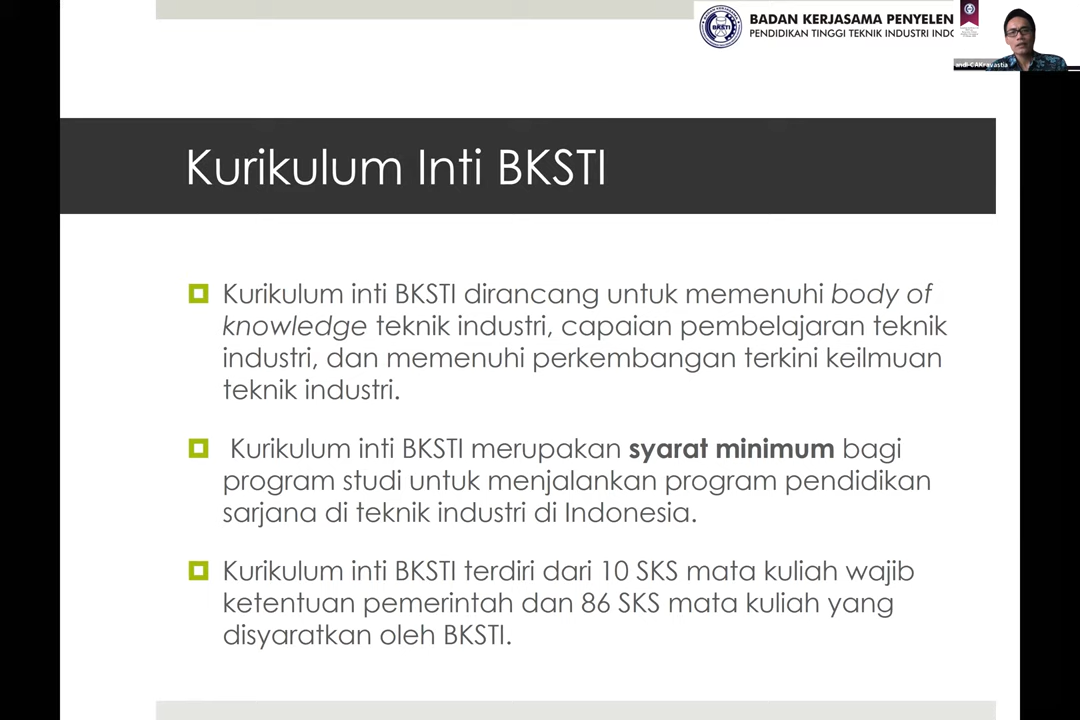 BADAN KERJASAMA PENYELEN
PENDIDIKAN TINGGI TEKNIK INDUSTRI INDO
BKSTI
Kurikulum Inti BKSTI
Kurikulum inti BKSTI dirancang untuk memenuhi body of
knowledge teknik industri, capaian pembelajaran teknik
industri, dan memenuhi perkembangan terkini keilmuan
teknik industri.
Kurikulum inti BKSTI merupakan syarat minimum bagi
program studi untuk menjalankan program pendidikan
sarjana di teknik industri di Indonesia.
Kurikulum inti BKSTI terdiri dari 10 SKS mata kuliah wajib
ketentuan pemerintah dan 86 SKS mata kuliah yang
disyaratkan oleh BKSTI.